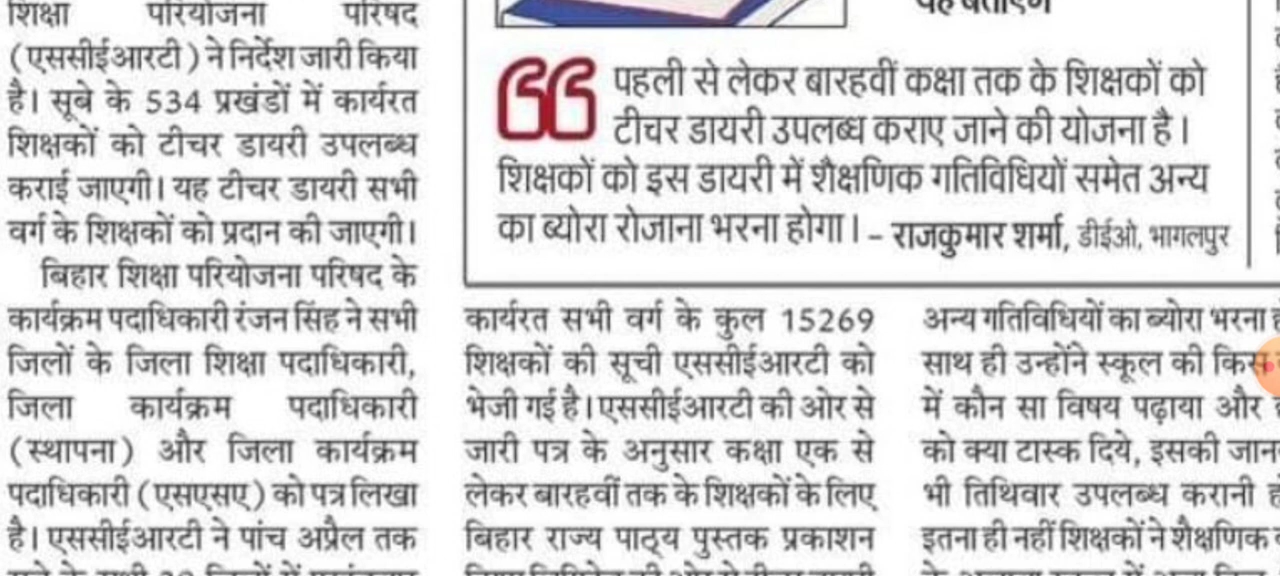 शिक्षा परियोजना परिषद
(एससीईआरटी) ने निर्देश जारी किया
है। सूबे के 534 प्रखंडों में कार्यरत
शिक्षकों को टीचर डायरी उपलब्ध
कराई जाएगी। यह टीचर डायरी सभी
वर्ग के शिक्षकों को प्रदान की जाएगी।
बिहार शिक्षा परियोजना परिषद के
कार्यक्रम पदाधिकारी रंजन सिंह ने सभी
जिलों के जिला शिक्षा पदाधिकारी,
जिला कार्यक्रम पदाधिकारी
(स्थापना) और जिला कार्यक्रम
पदाधिकारी (एसएसए) को पत्र लिखा
है। एससीईआरटी ने पांच अप्रैल तक
पहली से लेकर बारहवीं कक्षा तक के शिक्षकों को
टीचर डायरी उपलब्ध कराए जाने की योजना है।
शिक्षकों को इस डायरी में शैक्षणिक गतिविधियों समेत अन्य
का ब्योरा रोजाना भरना होगा। – राजकुमार शर्मा, डीईओ, भागलपुर
कार्यरत सभी वर्ग के कुल 15269
शिक्षकों की सूची एससीईआरटी को
भेजी गई है। एससीईआरटी की ओर से
जारी पत्र के अनुसार कक्षा एक से
लेकर बारहवीं तक के शिक्षकों के लिए
बिहार राज्य पाठ्य पुस्तक प्रकाशन
अन्य गतिविधियों का ब्योरा भरना
साथ ही उन्होंने स्कूल की किस
में कौन सा विषय पढ़ाया और
को क्या टास्क दिये, इसकी
भी तिथिवार उपलब्ध करानी
इतना ही नहीं शिक्षकों ने शैक्षणिक